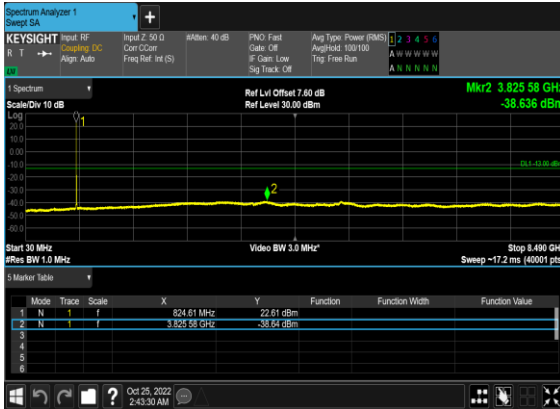 Spectrum Analyzer 1
Swept SA
+
KEYSIGHT Input: RF Input Z: 50 Ω #Atten: 40 dB PNO: Fast Avg Type: Power (RMS) 1 2 3 4 5 6
R T Coupling: DC Corr CCorr Gate: Off Avg|Hold: 100/100 A W W W W W
Align: Auto Freq Ref: Int (S) IF Gain: Low Trig: Free Run
Sig Track: Off A N N N N N
1 Spectrum
Ref Lvl Offset 7.60 dB Mkr2 3.825 58 GHz
Scale/Div 10 dB Ref Level 30.00 dBm -38.636 dBm
Log
1
20.0
10.0
0.00
-10.0
DL1 -13.00 dBm
-20.0
-30.0
2
-40.0
-50.0
-60.0
Start 30 MHz Video BW 3.0 MHz* Stop 8.490 GH
#Res BW 1.0 MHz Sweep ~17.2 ms (40001 pts
5 Marker Table
Mode Trace Scale X Y Function Function Width Function Value
1 N 1 f 824.61 MHz 22.61 dBm
2 N 1 f 3.825 58 GHz -38.64 dBm
3
4
5
6
? Oct 25, 2022
2:43:30 AM